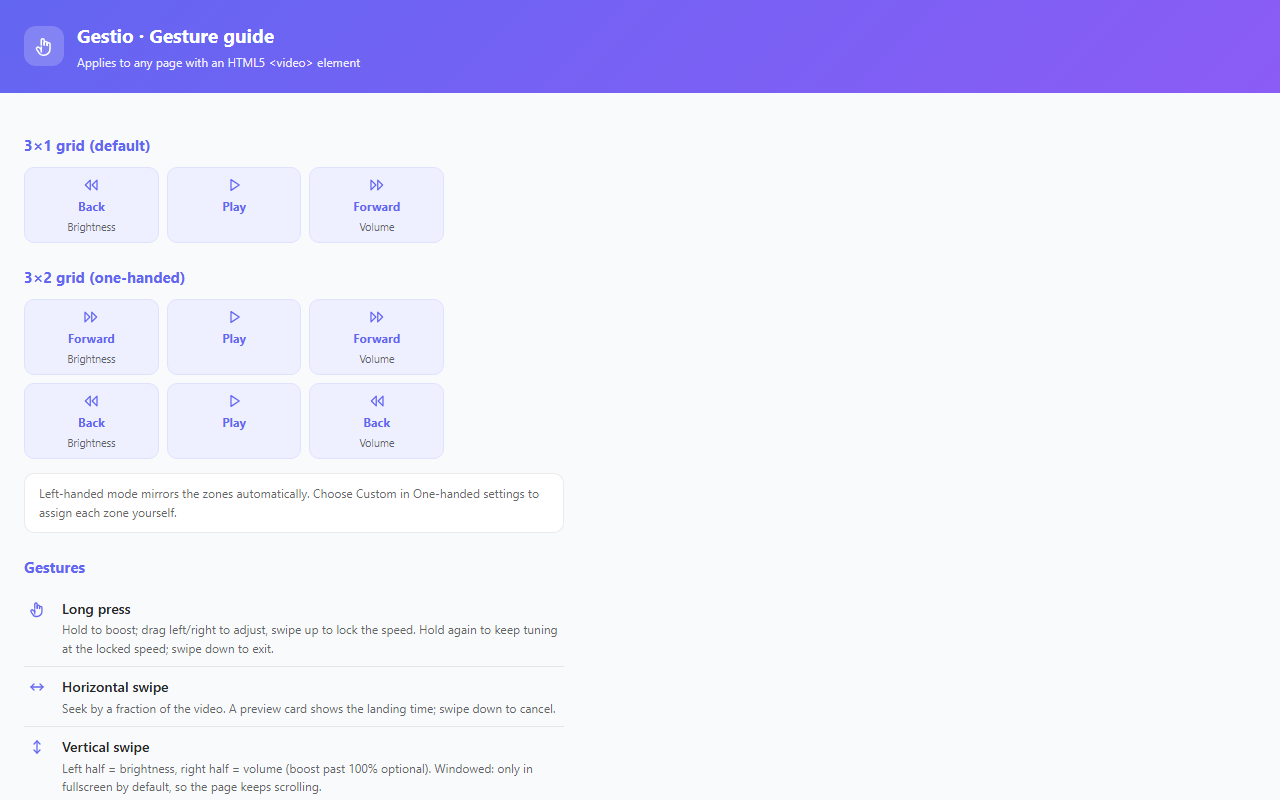 Gestio · Gesture guide
Applies to any page with an HTML5 <video> element
3×1 grid (default)
Back
Play
Forward
Brightness
Volume
3×2 grid (one-handed)
Forward
Play
Forward
Brightness
Volume
Back
Play
Back
Brightness
Volume
Left-handed mode mirrors the zones automatically. Choose Custom in One-handed settings to
assign each zone yourself.
Gestures
Long press
Hold to boost; drag left/right to adjust, swipe up to lock the speed. Hold again to keep tuning
at the locked speed; swipe down to exit.
Horizontal swipe
Seek by a fraction of the video. A preview card shows the landing time; swipe down to cancel.
Vertical swipe
Left half = brightness, right half = volume (boost past 100% optional). Windowed: only in
fullscreen by default, so the page keeps scrolling.